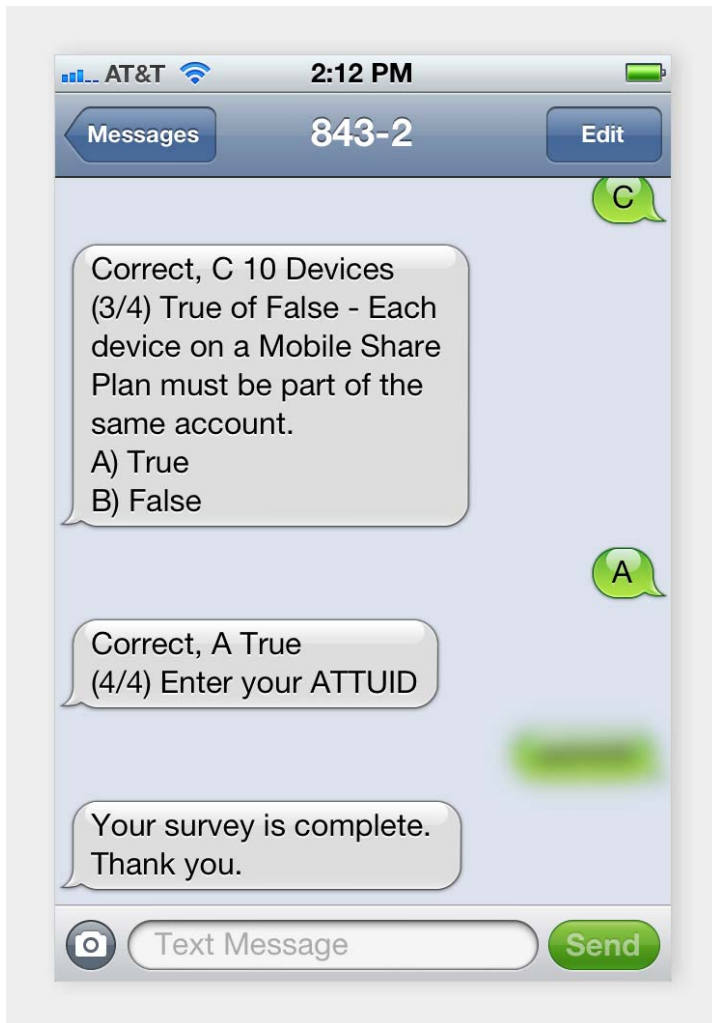 AT&T 2:12 PM
Messages 843-2 Edit
C
Correct, C 10 Devices
(3/4) True of False - Each
device on a Mobile Share
Plan must be part of the
same account.
A) True
B) False
A
Correct, A True
(4/4) Enter your ATTUID
Your survey is complete.
Thank you.
Text Message Send